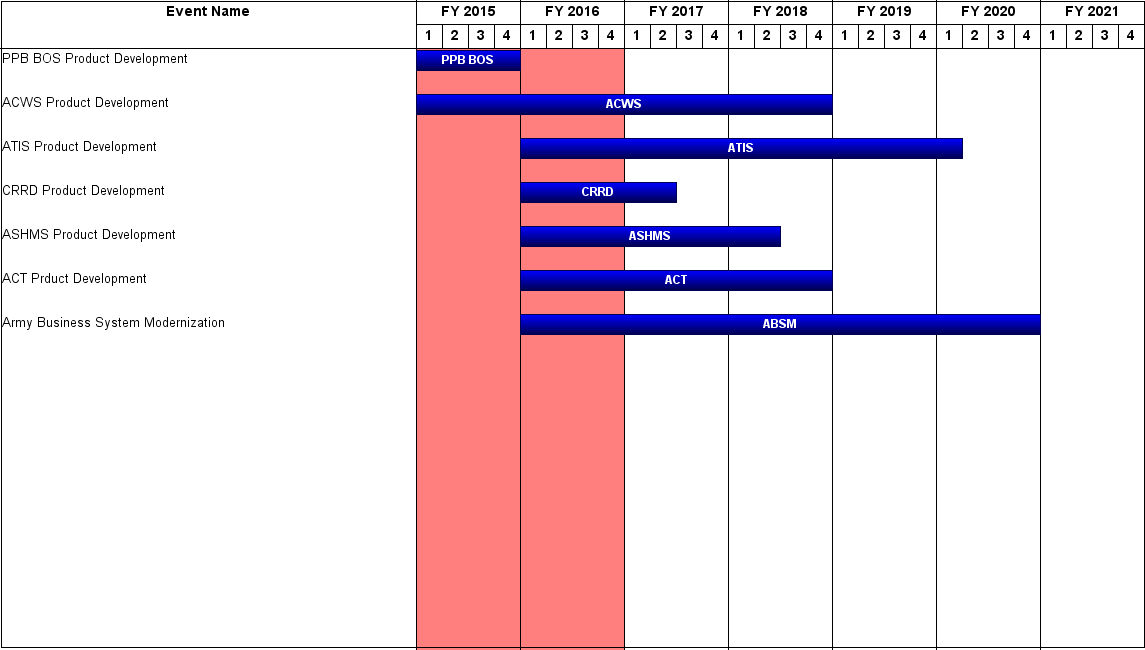 Event Name FY 2015 FY 2016 FY 2017 FY 2018 FY 2019 FY 2020 FY 2021
1 2 3 4 1 2 3 4 1 2 3 4 1 2 3 4 1 2 3 4 1 2 3 4 1 2 3 4
PPB BOS Product Development PPB BOS
ACWS Product Development ACWS
ATIS Product Development ATIS
CRRD Product Development CRRD
ASHMS Product Development ASHMS
ACT Prduct Development ACT
Army Business System Modernization ABSM